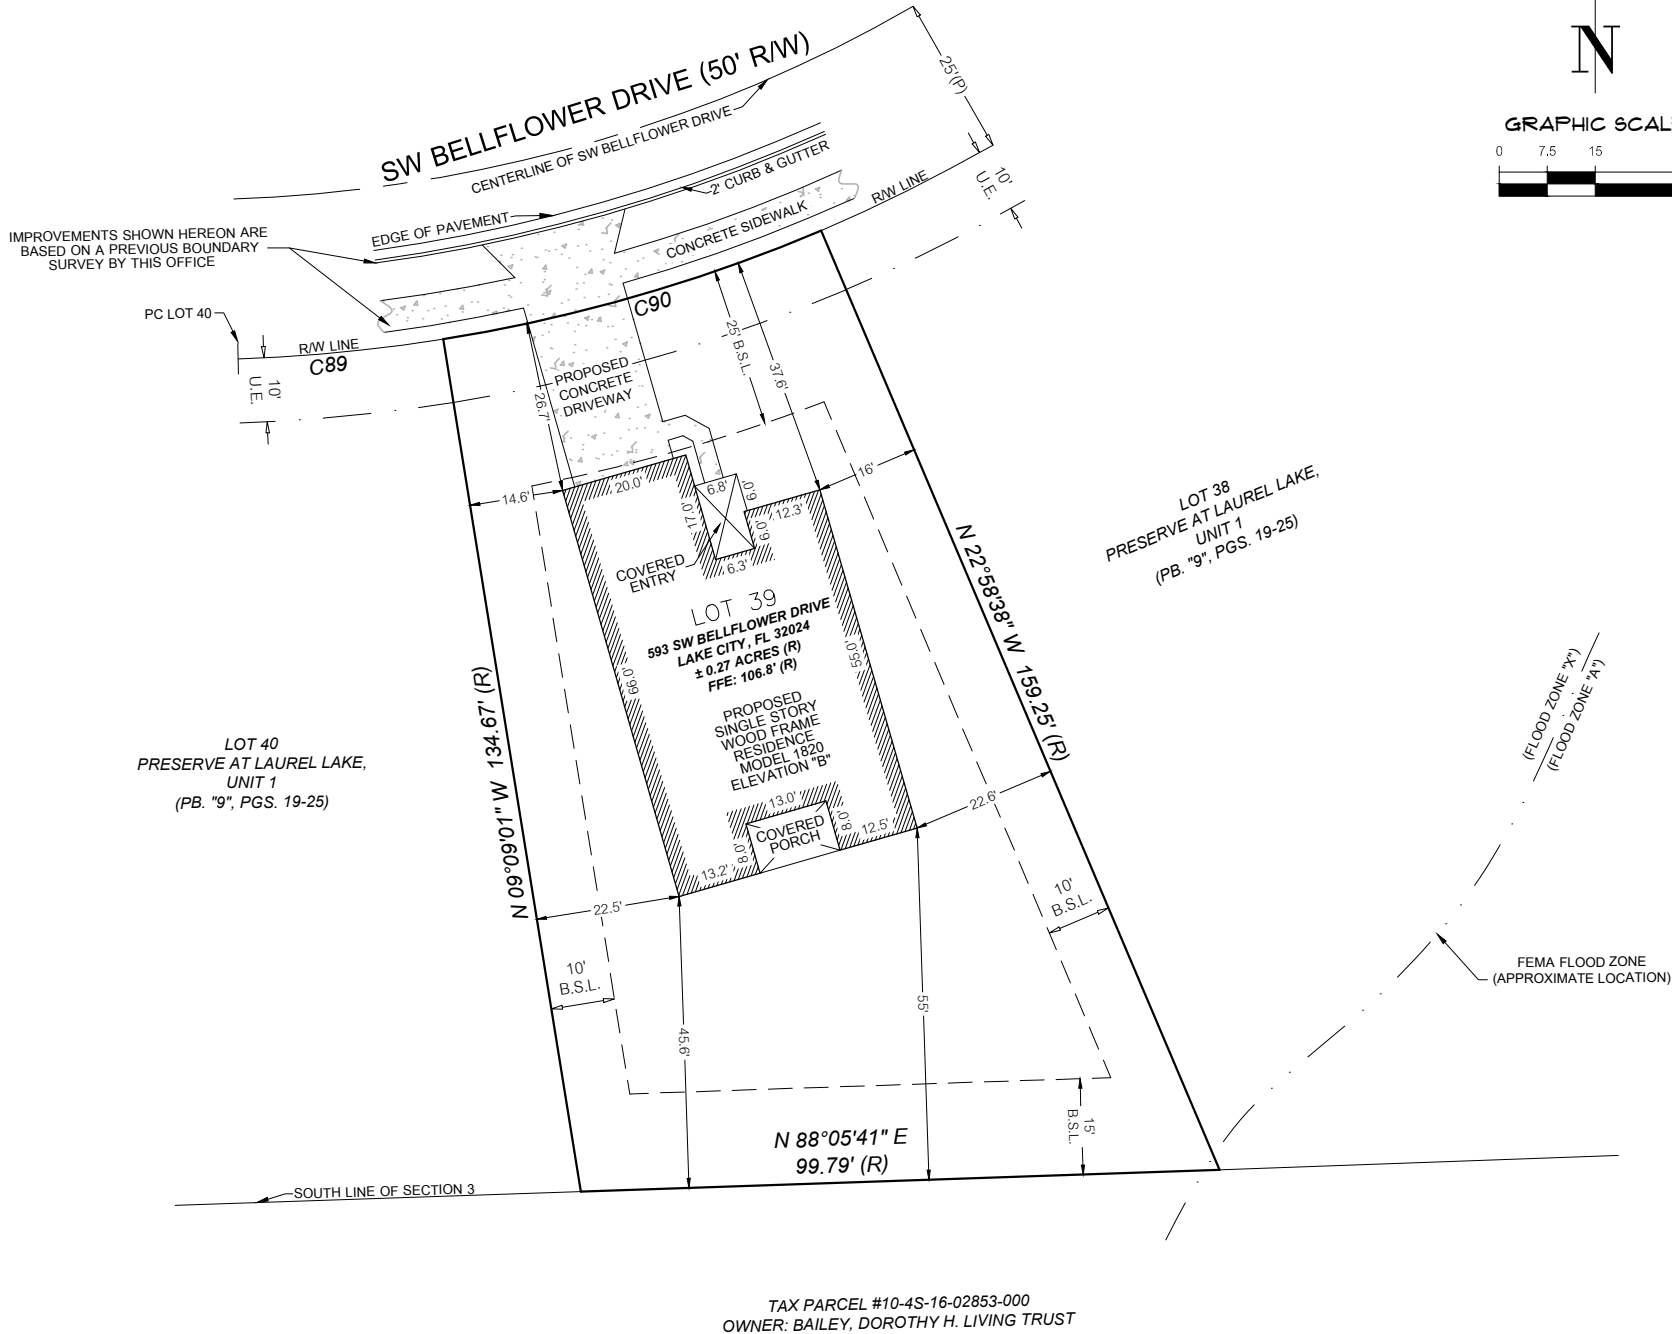 N
GRAPHIC SCAL
0 7.5 15
SW BELLFLOWER DRIVE (50' R/W)
CENTERLINE OF SW BELLFLOWER DRIVE
25'(P)
2' CURB & GUTTER
EDGE OF PAVEMENT
CONCRETE SIDEWALK
R/W LINE
10'
U.E.
IMPROVEMENTS SHOWN HEREON ARE
BASED ON A PREVIOUS BOUNDARY
SURVEY BY THIS OFFICE
PC LOT 40
R/W LINE
C89
C90
10'
U.E.
PROPOSED
CONCRETE
DRIVEWAY
26.7'
25' B.S.L.
37.6'
14.6'
20.0'
16'
17.0'
6.8'
6.0'
12.3'
6.0'
6.3'
COVERED
ENTRY
LOT 39
593 SW BELLFLOWER DRIVE
LAKE CITY, FL 32024
± 0.27 ACRES (R)
FFE: 106.8' (R)
66.0'
55.0'
PROPOSED
SINGLE STORY
WOOD FRAME
RESIDENCE
MODEL 1820
ELEVATION "B"
13.0'
COVERED
PORCH
8.0'
8.0'
13.2'
12.5'
22.5'
22.6'
LOT 38
PRESERVE AT LAUREL LAKE,
UNIT 1
(PB. "9", PGS. 19-25)
N 22°58'38" W 159.25' (R)
N 09°09'01" W 134.67' (R)
LOT 40
PRESERVE AT LAUREL LAKE,
UNIT 1
(PB. "9", PGS. 19-25)
(FLOOD ZONE "X")
(FLOOD ZONE "A")
FEMA FLOOD ZONE
(APPROXIMATE LOCATION)
10'
B.S.L.
10'
B.S.L.
45.6'
55'
15'
B.S.L.
N 88°05'41" E
99.79' (R)
SOUTH LINE OF SECTION 3
TAX PARCEL #10-4S-16-02853-000
OWNER: BAILEY, DOROTHY H. LIVING TRUST